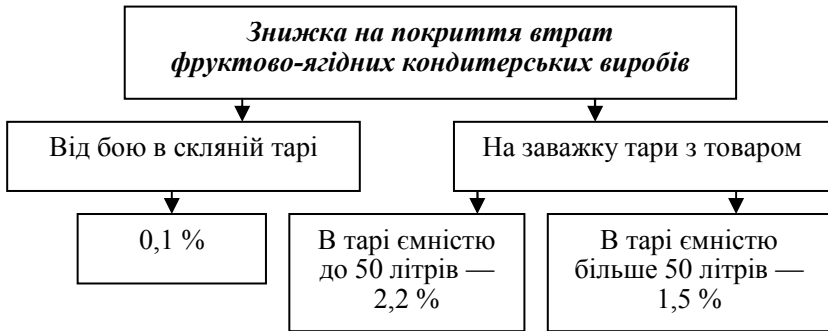 Знижка на покриття втрат
фруктово-ягідних кондитерських виробів
Від бою в скляній тарі
На заважку тари з товаром
0,1 %
В тарі ємністю
до 50 літрів —
2,2 %
В тарі ємністю
більше 50 літрів —
1,5 %